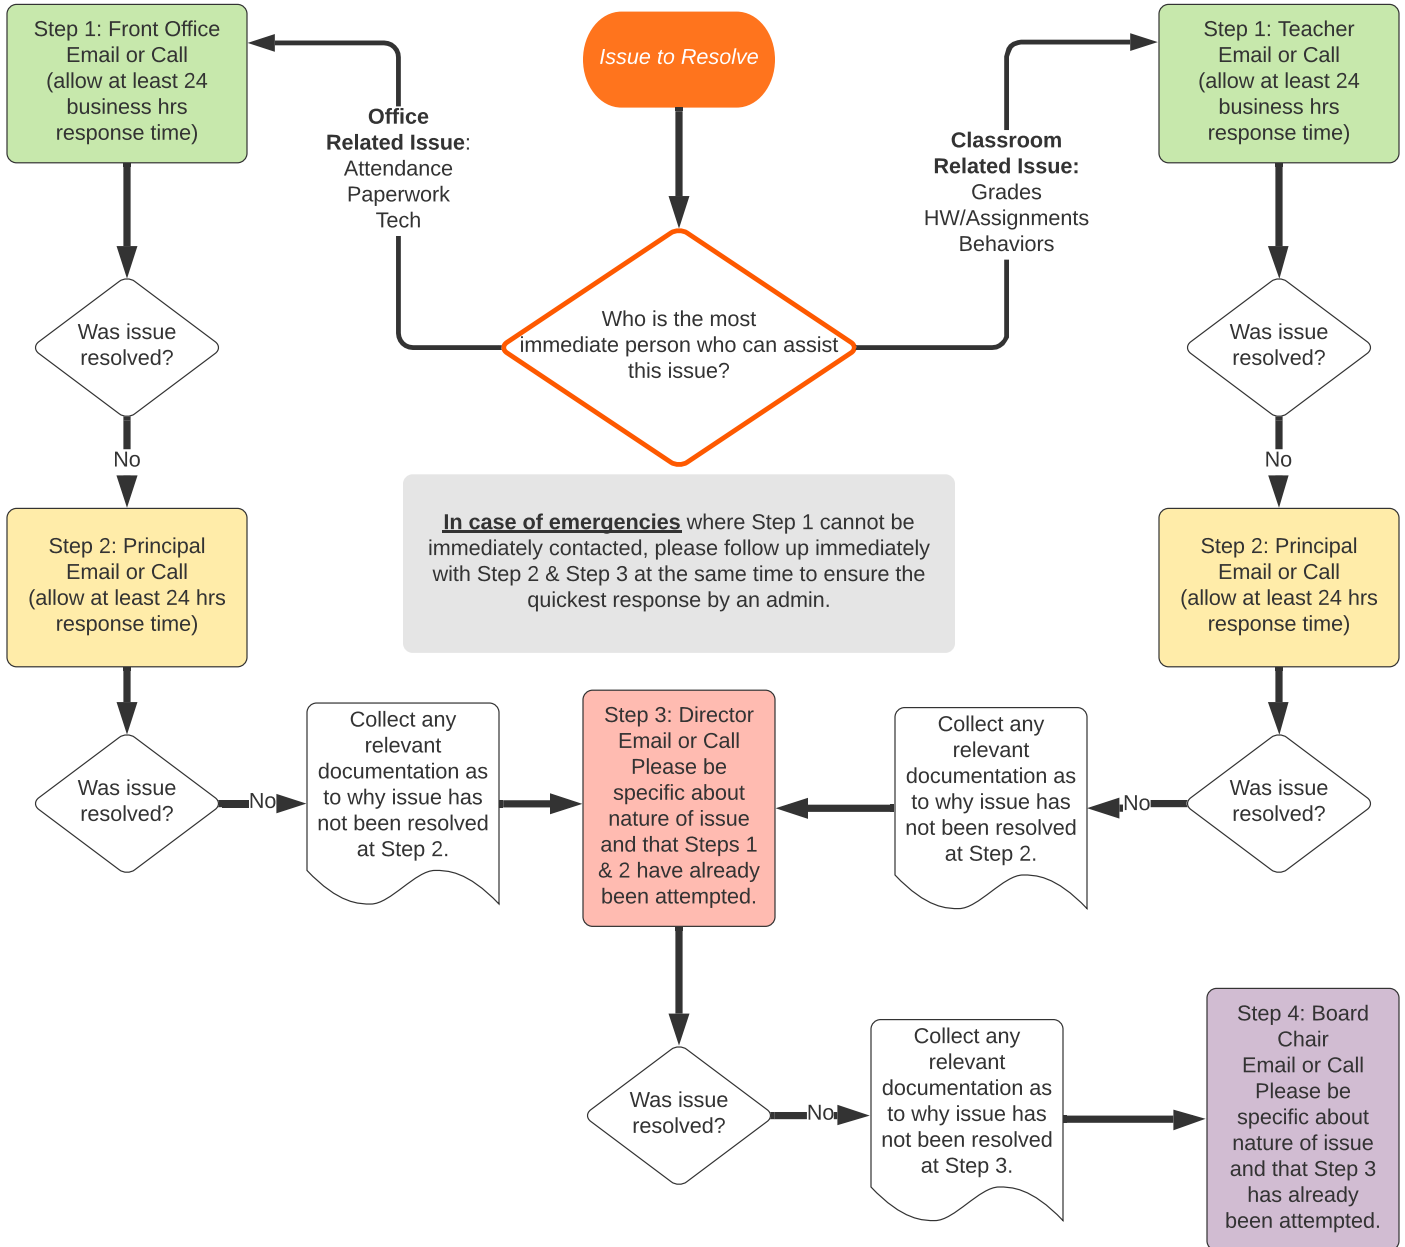 Issue to Resolve
Who is the most
immediate person who can assist
this issue?
Office
Related Issue:
Attendance
Paperwork
Tech
Step 1: Front Office
Email or Call
(allow at least 24
business hrs
response time)
Was issue
resolved?
No
Step 2: Principal
Email or Call
(allow at least 24 hrs
response time)
Was issue
resolved?
No
Collect any
relevant
documentation as
to why issue has
not been resolved
at Step 2.
Classroom
Related Issue:
Grades
HW/Assignments
Behaviors
Step 1: Teacher
Email or Call
(allow at least 24
business hrs
response time)
Was issue
resolved?
No
Step 2: Principal
Email or Call
(allow at least 24 hrs
response time)
Was issue
resolved?
No
Collect any
relevant
documentation as
to why issue has
not been resolved
at Step 2.
In case of emergencies where Step 1 cannot be
immediately contacted, please follow up immediately
with Step 2 & Step 3 at the same time to ensure the
quickest response by an admin.
Step 3: Director
Email or Call
Please be
specific about
nature of issue
and that Steps 1
& 2 have already
been attempted.
Was issue
resolved?
No
Collect any
relevant
documentation as
to why issue has
not been resolved
at Step 3.
Step 4: Board
Chair
Email or Call
Please be
specific about
nature of issue
and that Step 3
has already
been attempted.